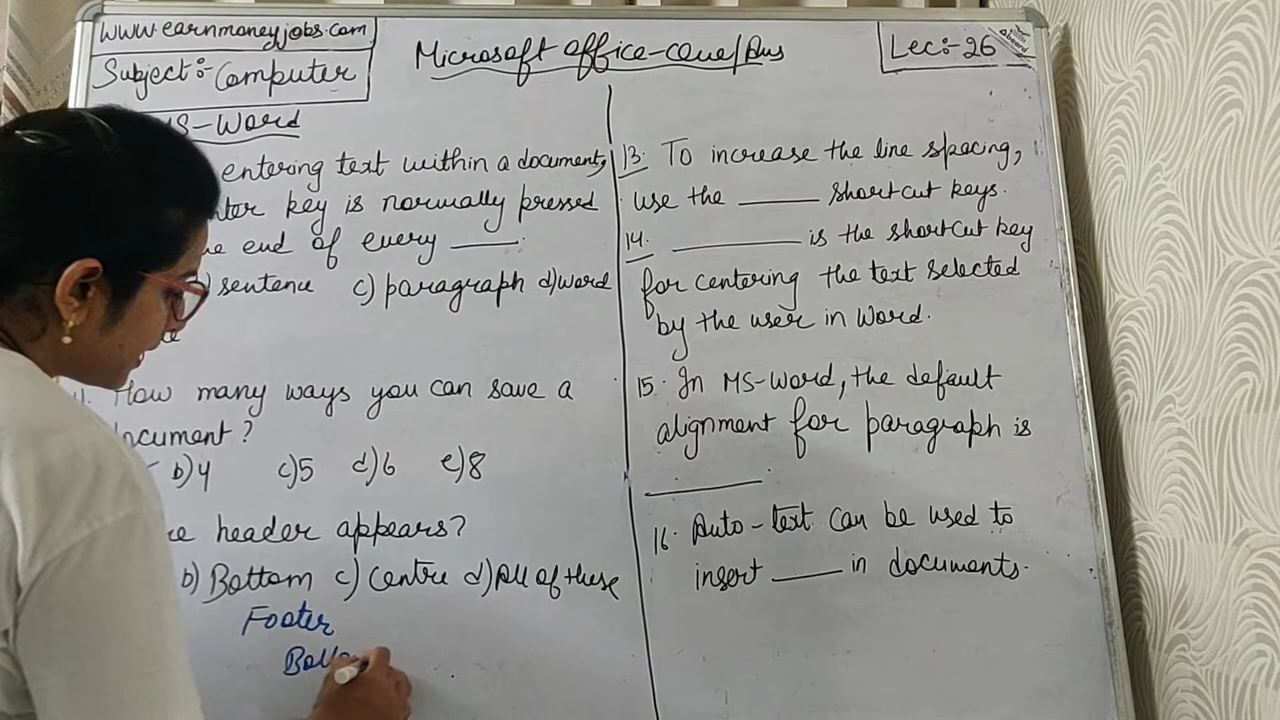 www.earnmoneyjobs.com
Subject:- Computer
Microsoft office-
Lec:- 26
MS-Word
entering text within a document,
key is normally pressed
end of every ____.
sentence c) paragraph d) word
How many ways you can save a
document?
b) 4 c) 5 d) 6 e) 8
header appears?
b) Bottom c) Centre d) All of these
Footer
13. To increase the line spacing,
use the ____ shortcut keys.
14. ____ is the shortcut key
for centering the text selected
by the user in Word.
15. In MS-Word, the default
alignment for paragraph is
____.
16. Auto-text can be used to
insert ____ in documents.